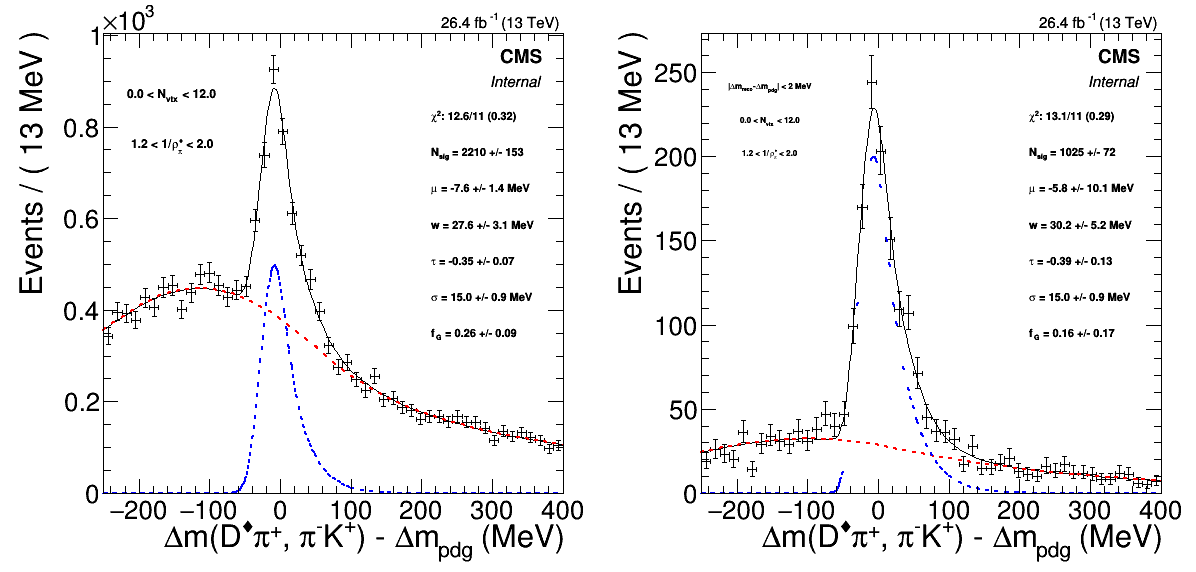 ×10³
26.4 fb⁻¹ (13 TeV)
CMS
Internal
0.0 < N_vtx < 12.0
1.2 < 1/ρ*_π < 2.0
χ²: 12.6/11 (0.32)
N_sig = 2210 +/- 153
μ = -7.6 +/- 1.4 MeV
w = 27.6 +/- 3.1 MeV
τ = -0.35 +/- 0.07
σ = 15.0 +/- 0.9 MeV
f_G = 0.26 +/- 0.09
Events / ( 13 MeV )
1
0.8
0.6
0.4
0.2
0
−200 −100 0 100 200 300 400
Δm(D♦π⁺, π⁻K⁺) - Δm_pdg (MeV)
26.4 fb⁻¹ (13 TeV)
CMS
Internal
|Δm_reco-Δm_pdg| < 2 MeV
0.0 < N_vtx < 12.0
1.2 < 1/ρ*_π < 2.0
χ²: 13.1/11 (0.29)
N_sig = 1025 +/- 72
μ = -5.8 +/- 10.1 MeV
w = 30.2 +/- 5.2 MeV
τ = -0.39 +/- 0.13
σ = 15.0 +/- 0.9 MeV
f_G = 0.16 +/- 0.17
Events / ( 13 MeV )
250
200
150
100
50
0
−200 −100 0 100 200 300 400
Δm(D♦π⁺, π⁻K⁺) - Δm_pdg (MeV)